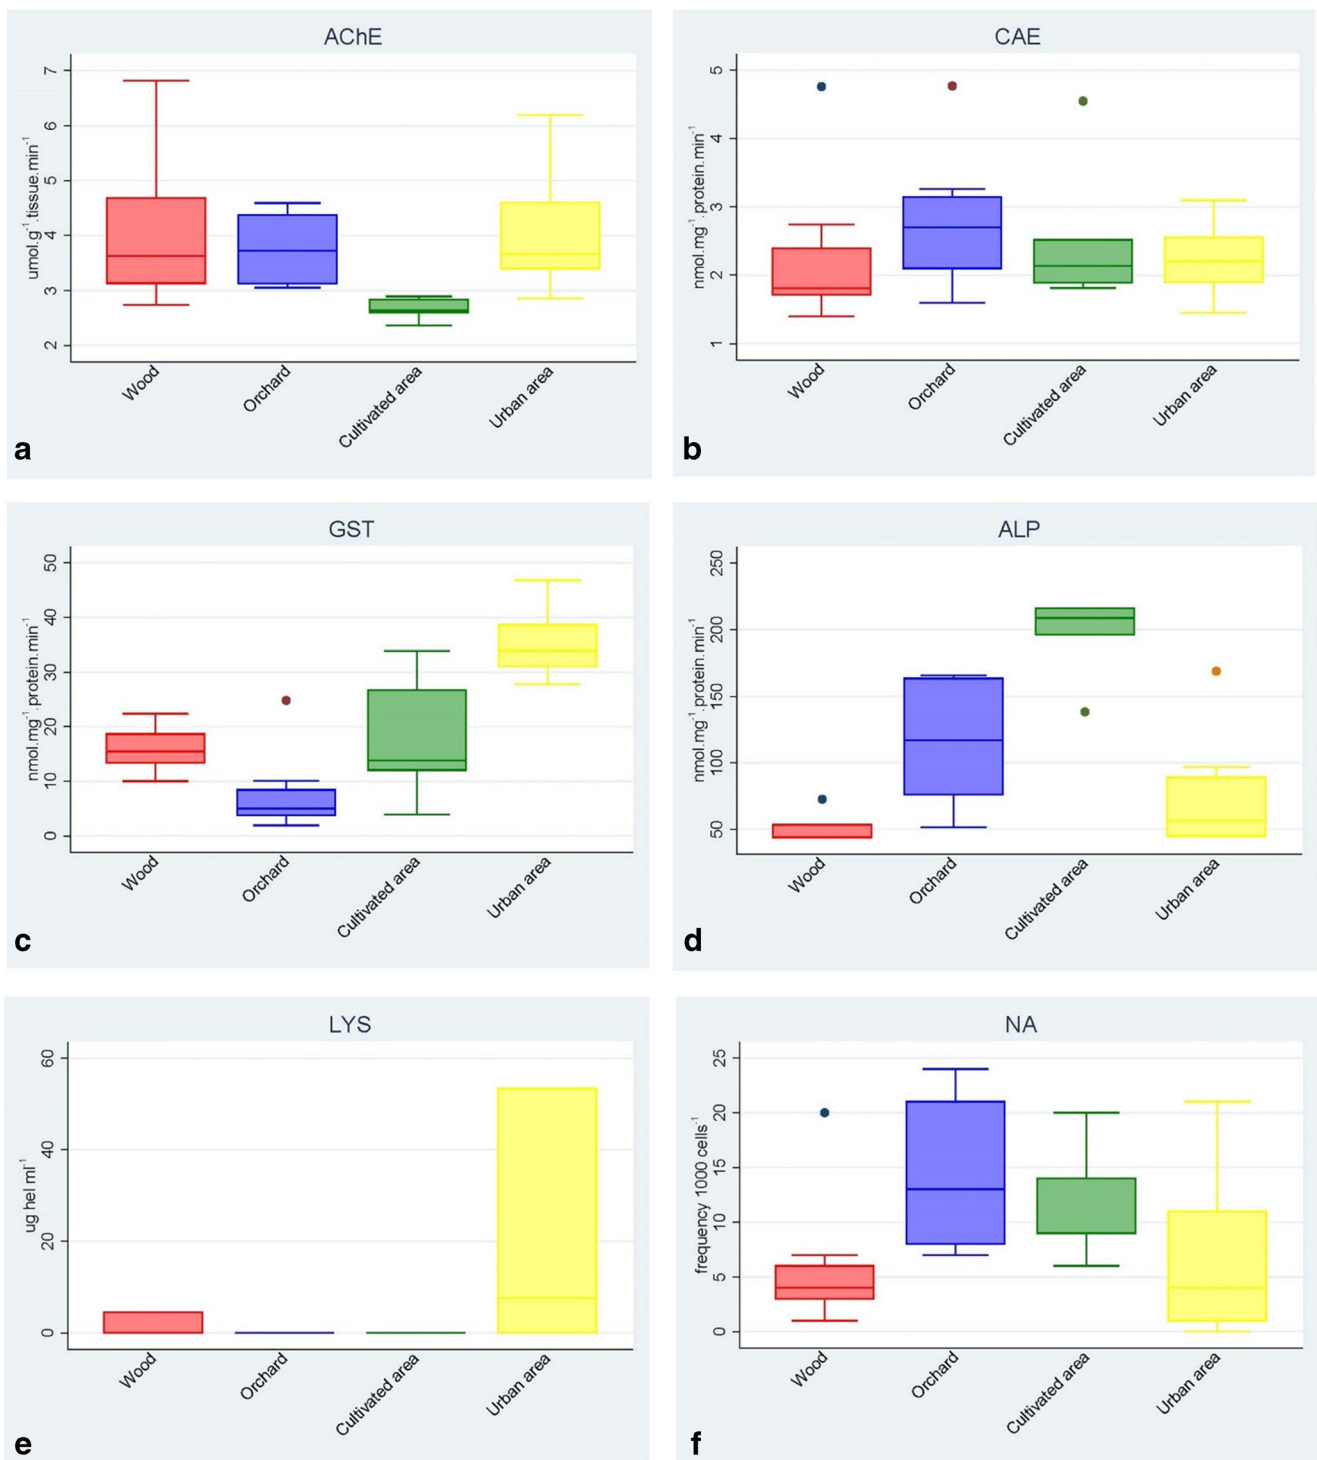 AChE
umol.g⁻¹.tissue.min⁻¹
7
6
5
4
3
2
Wood
Orchard
Cultivated area
Urban area
a
CAE
nmol.mg⁻¹.protein.min⁻¹
5
4
3
2
1
Wood
Orchard
Cultivated area
Urban area
b
GST
nmol.mg⁻¹.protein.min⁻¹
50
40
30
20
10
0
Wood
Orchard
Cultivated area
Urban area
c
ALP
nmol.mg⁻¹.protein.min⁻¹
250
200
150
100
50
Wood
Orchard
Cultivated area
Urban area
d
LYS
ug hel ml⁻¹
60
40
20
0
Wood
Orchard
Cultivated area
Urban area
e
NA
frequency 1000 cells⁻¹
25
20
15
10
5
0
Wood
Orchard
Cultivated area
Urban area
f